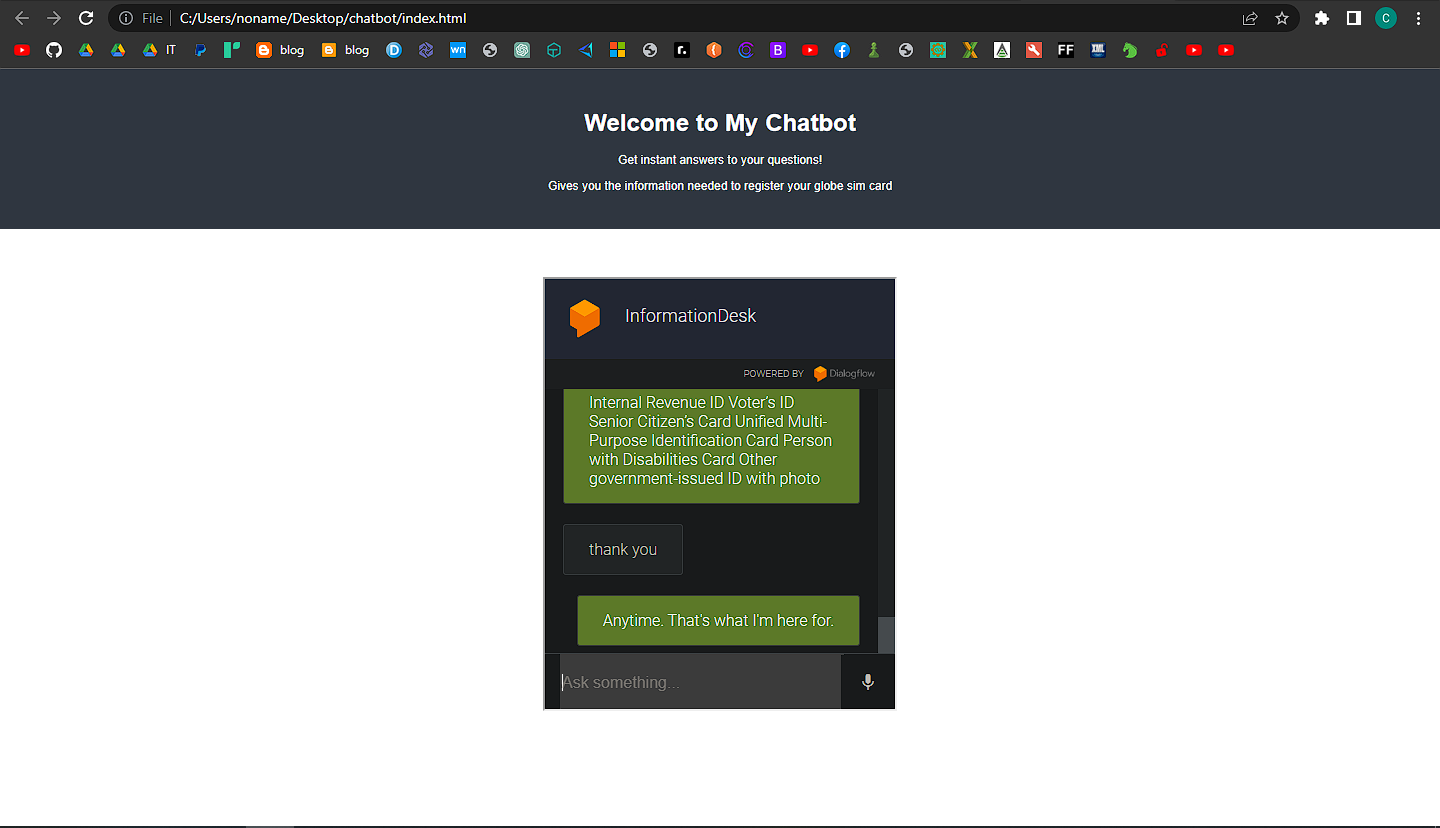 File
C:/Users/noname/Desktop/chatbot/index.html
C
IT
blog
blog
wn
r.
B
FF
XML
Welcome to My Chatbot
Get instant answers to your questions!
Gives you the information needed to register your globe sim card
InformationDesk
POWERED BY Dialogflow
Internal Revenue ID Voter’s ID
Senior Citizen’s Card Unified Multi-
Purpose Identification Card Person
with Disabilities Card Other
government-issued ID with photo
thank you
Anytime. That's what I'm here for.
Ask something...